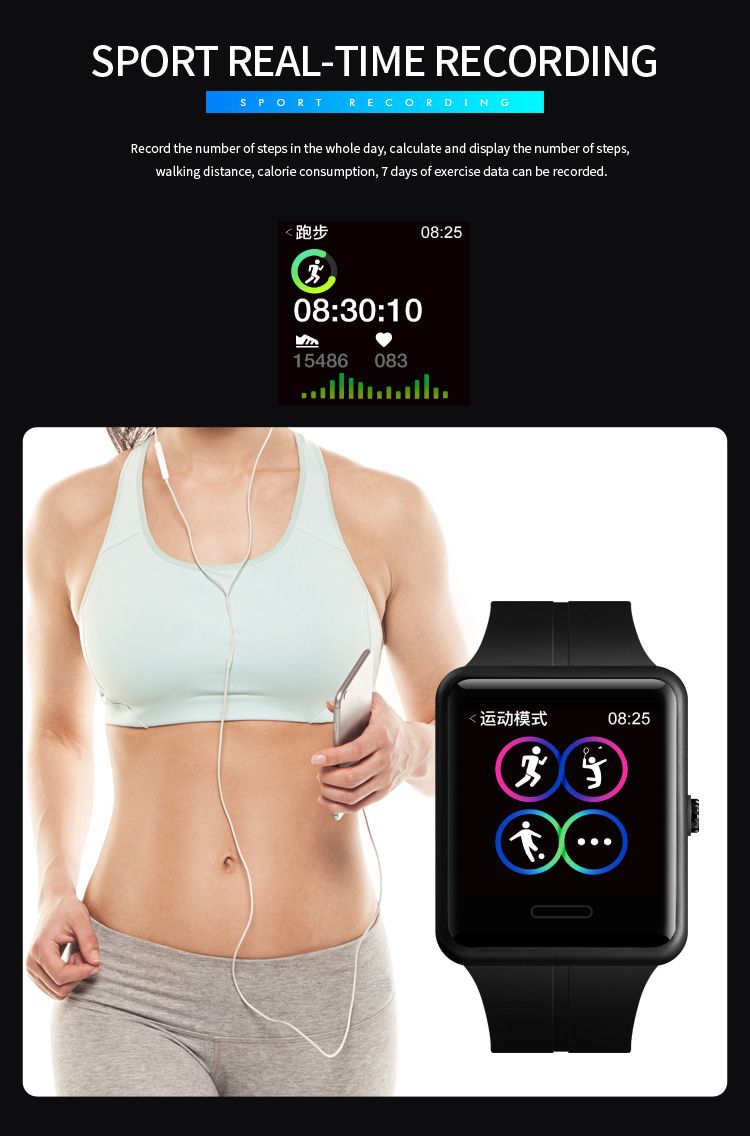 SPORT REAL-TIME RECORDING
SPORT RECORDING
Record the number of steps in the whole day, calculate and display the number of steps,
walking distance, calorie consumption, 7 days of exercise data can be recorded.
< 跑步 08:25
08:30:10
15486 083
< 运动模式 08:25